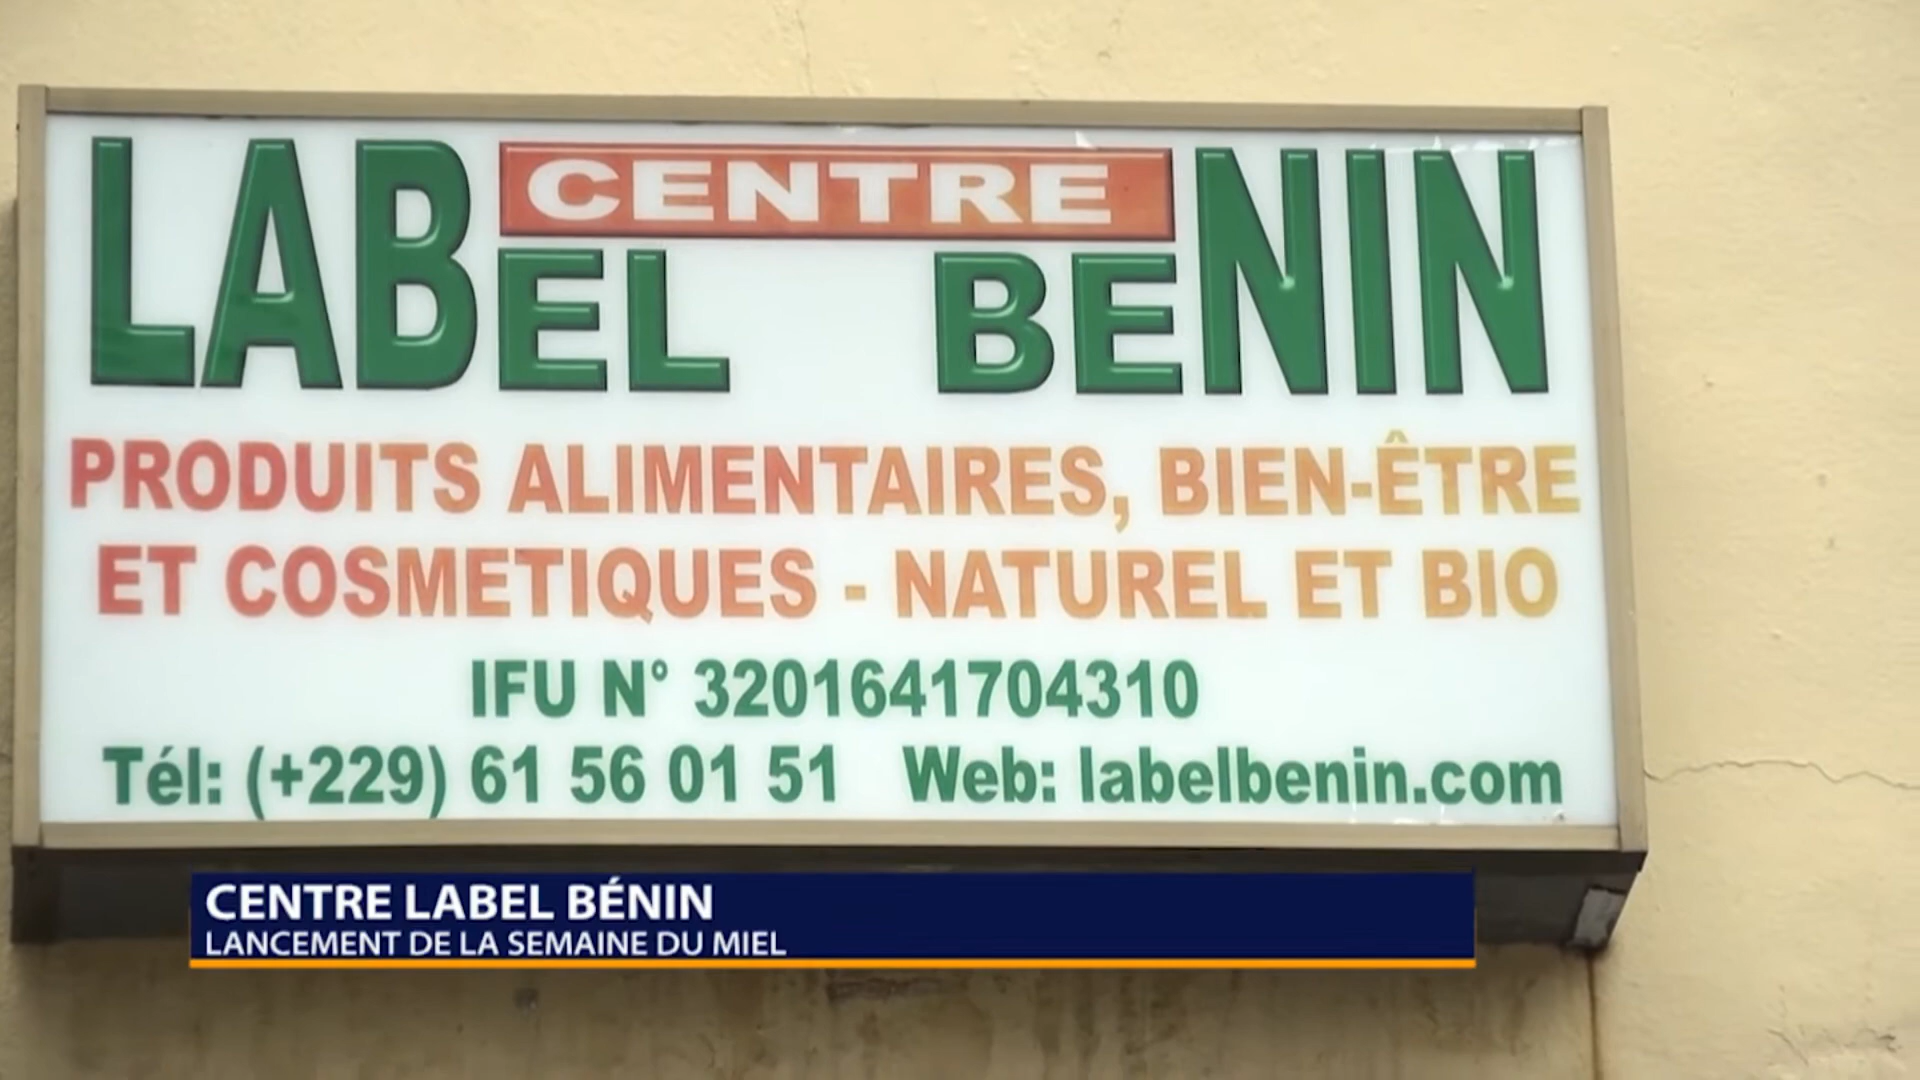 CENTRE
LABEL BENIN
PRODUITS ALIMENTAIRES, BIEN-ÊTRE
ET COSMETIQUES - NATUREL ET BIO
IFU N° 3201641704310
Tél: (+229) 61 56 01 51 Web: labelbenin.com
CENTRE LABEL BÉNIN
LANCEMENT DE LA SEMAINE DU MIEL